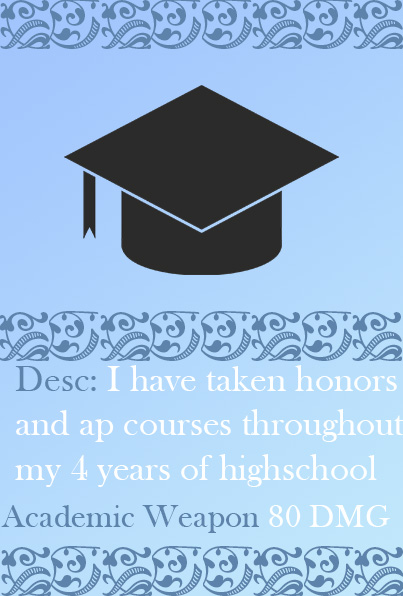 Desc: I have taken honors
and ap courses throughout
my 4 years of highschool
Academic Weapon 80 DMG